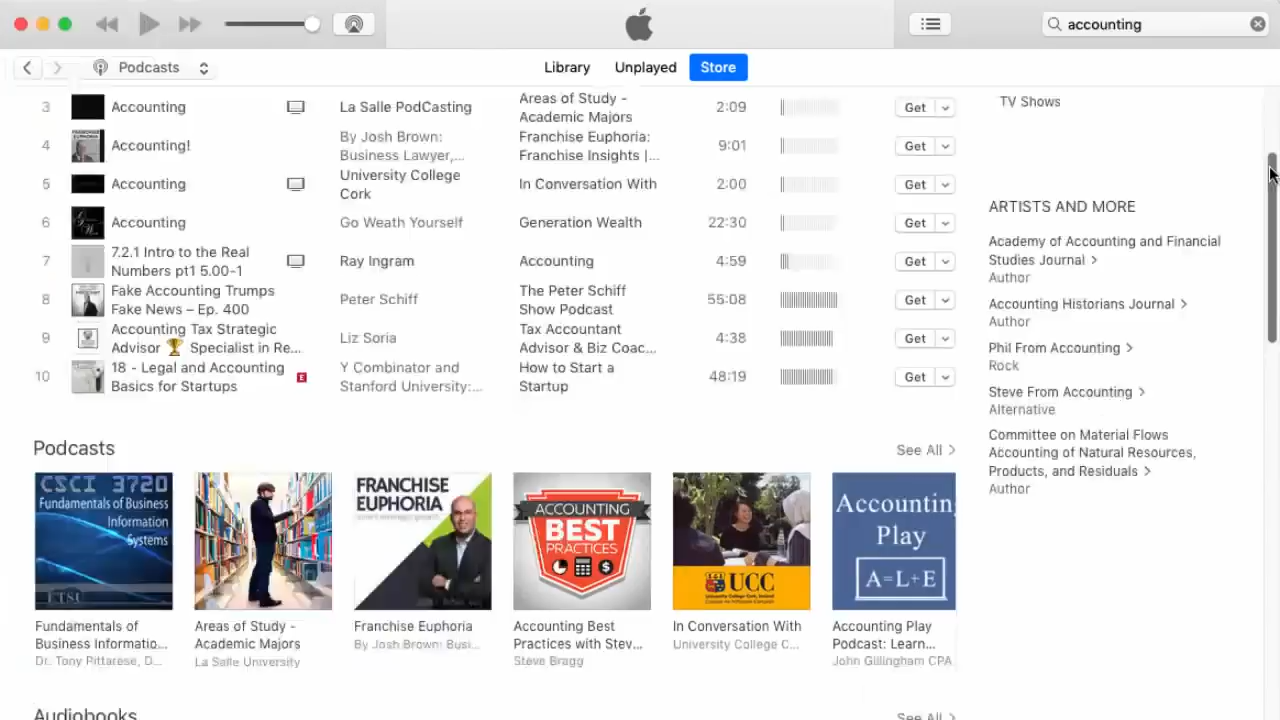 accounting
Podcasts
Library
Unplayed
Store
3
Accounting
La Salle PodCasting
Areas of Study -
Academic Majors
2:09
Get
4
Accounting!
By Josh Brown:
Business Lawyer,...
Franchise Euphoria:
Franchise Insights |...
9:01
Get
5
Accounting
University College
Cork
In Conversation With
2:00
Get
6
Accounting
Go Weath Yourself
Generation Wealth
22:30
Get
7
7.2.1 Intro to the Real
Numbers pt1 5.00-1
Ray Ingram
Accounting
4:59
Get
8
Fake Accounting Trumps
Fake News – Ep. 400
Peter Schiff
The Peter Schiff
Show Podcast
55:08
Get
9
Accounting Tax Strategic
Advisor 🏆 Specialist in Re...
Liz Soria
Tax Accountant
Advisor & Biz Coac...
4:38
Get
10
18 - Legal and Accounting
Basics for Startups
E
Y Combinator and
Stanford University:...
How to Start a
Startup
48:19
Get
TV Shows
ARTISTS AND MORE
Academy of Accounting and Financial
Studies Journal >
Author
Accounting Historians Journal >
Author
Phil From Accounting >
Rock
Steve From Accounting >
Alternative
Committee on Material Flows
Accounting of Natural Resources,
Products, and Residuals >
Author
Podcasts
See All >
CSCI 3720
Fundamentals of Business
Information
Systems
ETSU
FRANCHISE
EUPHORIA
ACCOUNTING
BEST
PRACTICES
$
UCC
Accountin
Play
A=L+E
Fundamentals of
Business Informatio...
Dr. Tony Pittarese, D...
Areas of Study -
Academic Majors
La Salle University
Franchise Euphoria
By Josh Brown: Busi...
Accounting Best
Practices with Stev...
Steve Bragg
In Conversation With
University College C...
Accounting Play
Podcast: Learn...
John Gillingham CPA
Audiobooks
See All >